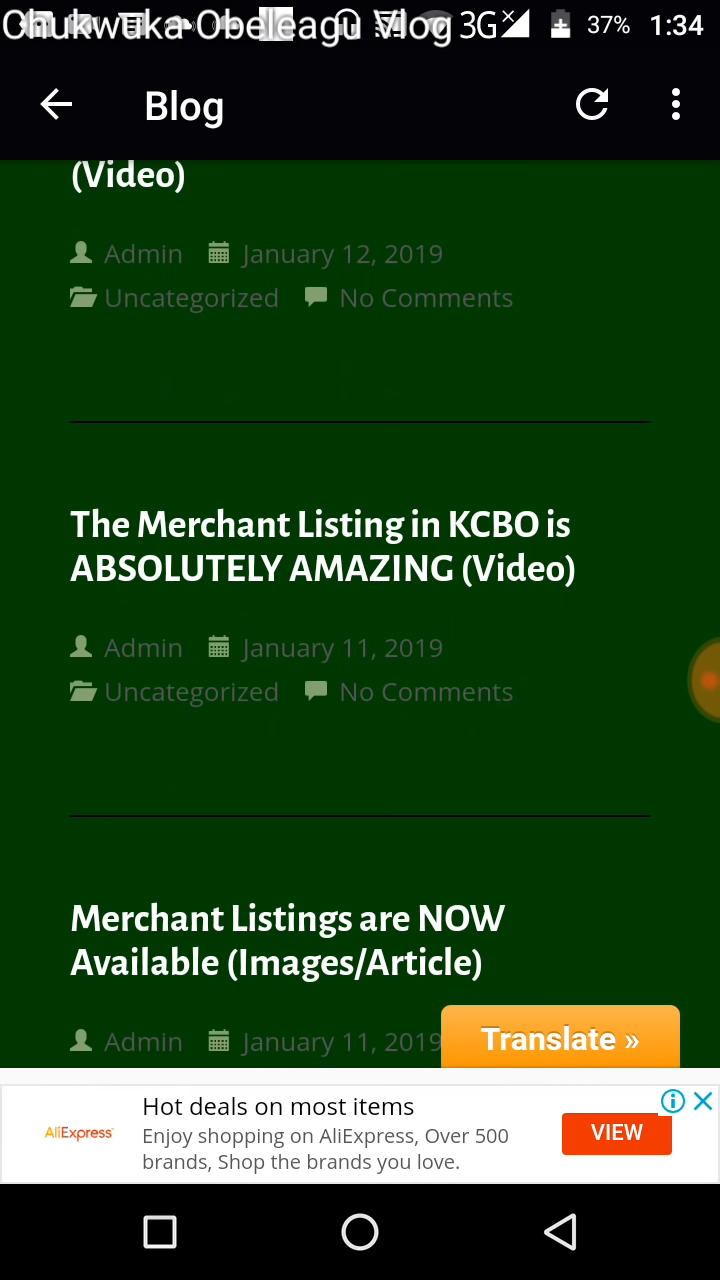 Chukwuka Obeleagu Vlog 3G 37% 1:34
Blog
(Video)
Admin January 12, 2019
Uncategorized No Comments
The Merchant Listing in KCBO is
ABSOLUTELY AMAZING (Video)
Admin January 11, 2019
Uncategorized No Comments
Merchant Listings are NOW
Available (Images/Article)
Admin January 11, 2019
Translate »
Hot deals on most items
AliExpress
Enjoy shopping on AliExpress, Over 500
brands, Shop the brands you love.
VIEW